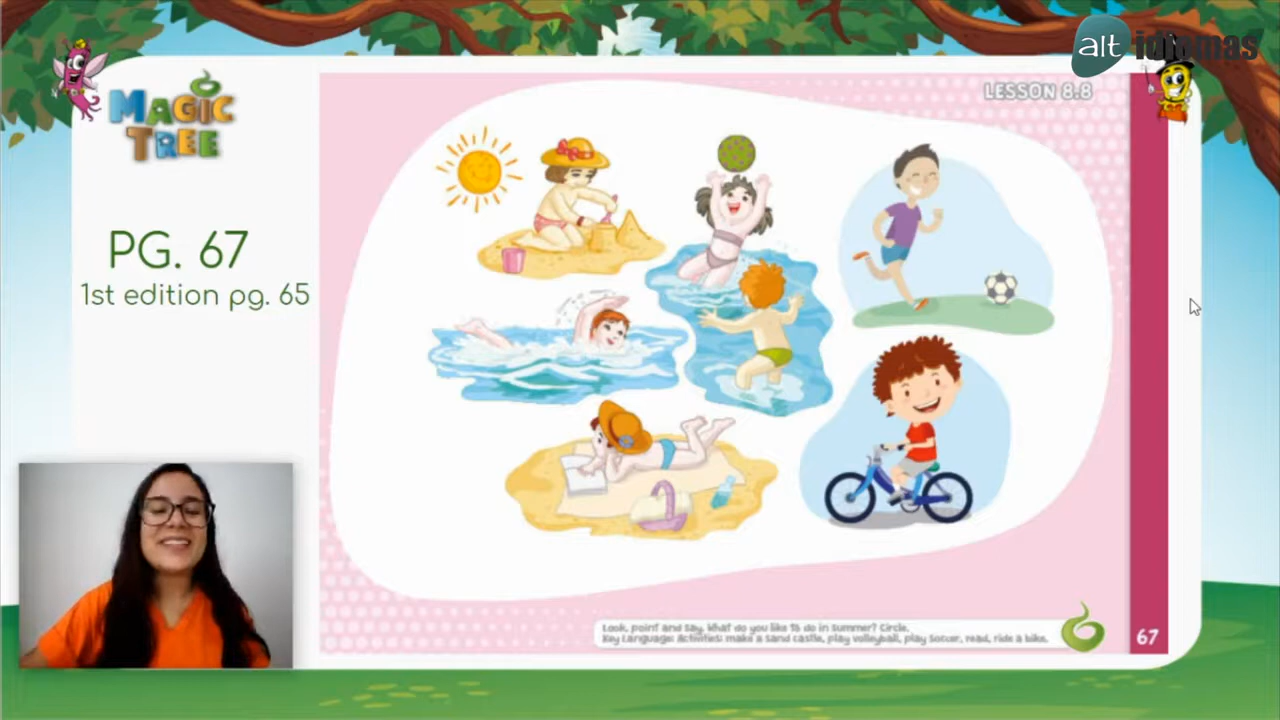 alt idiomas
LESSON 8.8
MAGIC
TREE
PG. 67
1st edition pg. 65
Look, point and say. What do you like to do in summer? Circle.
Key Language: Activities: make a sand castle, play volleyball, play soccer, read, ride a bike.
67